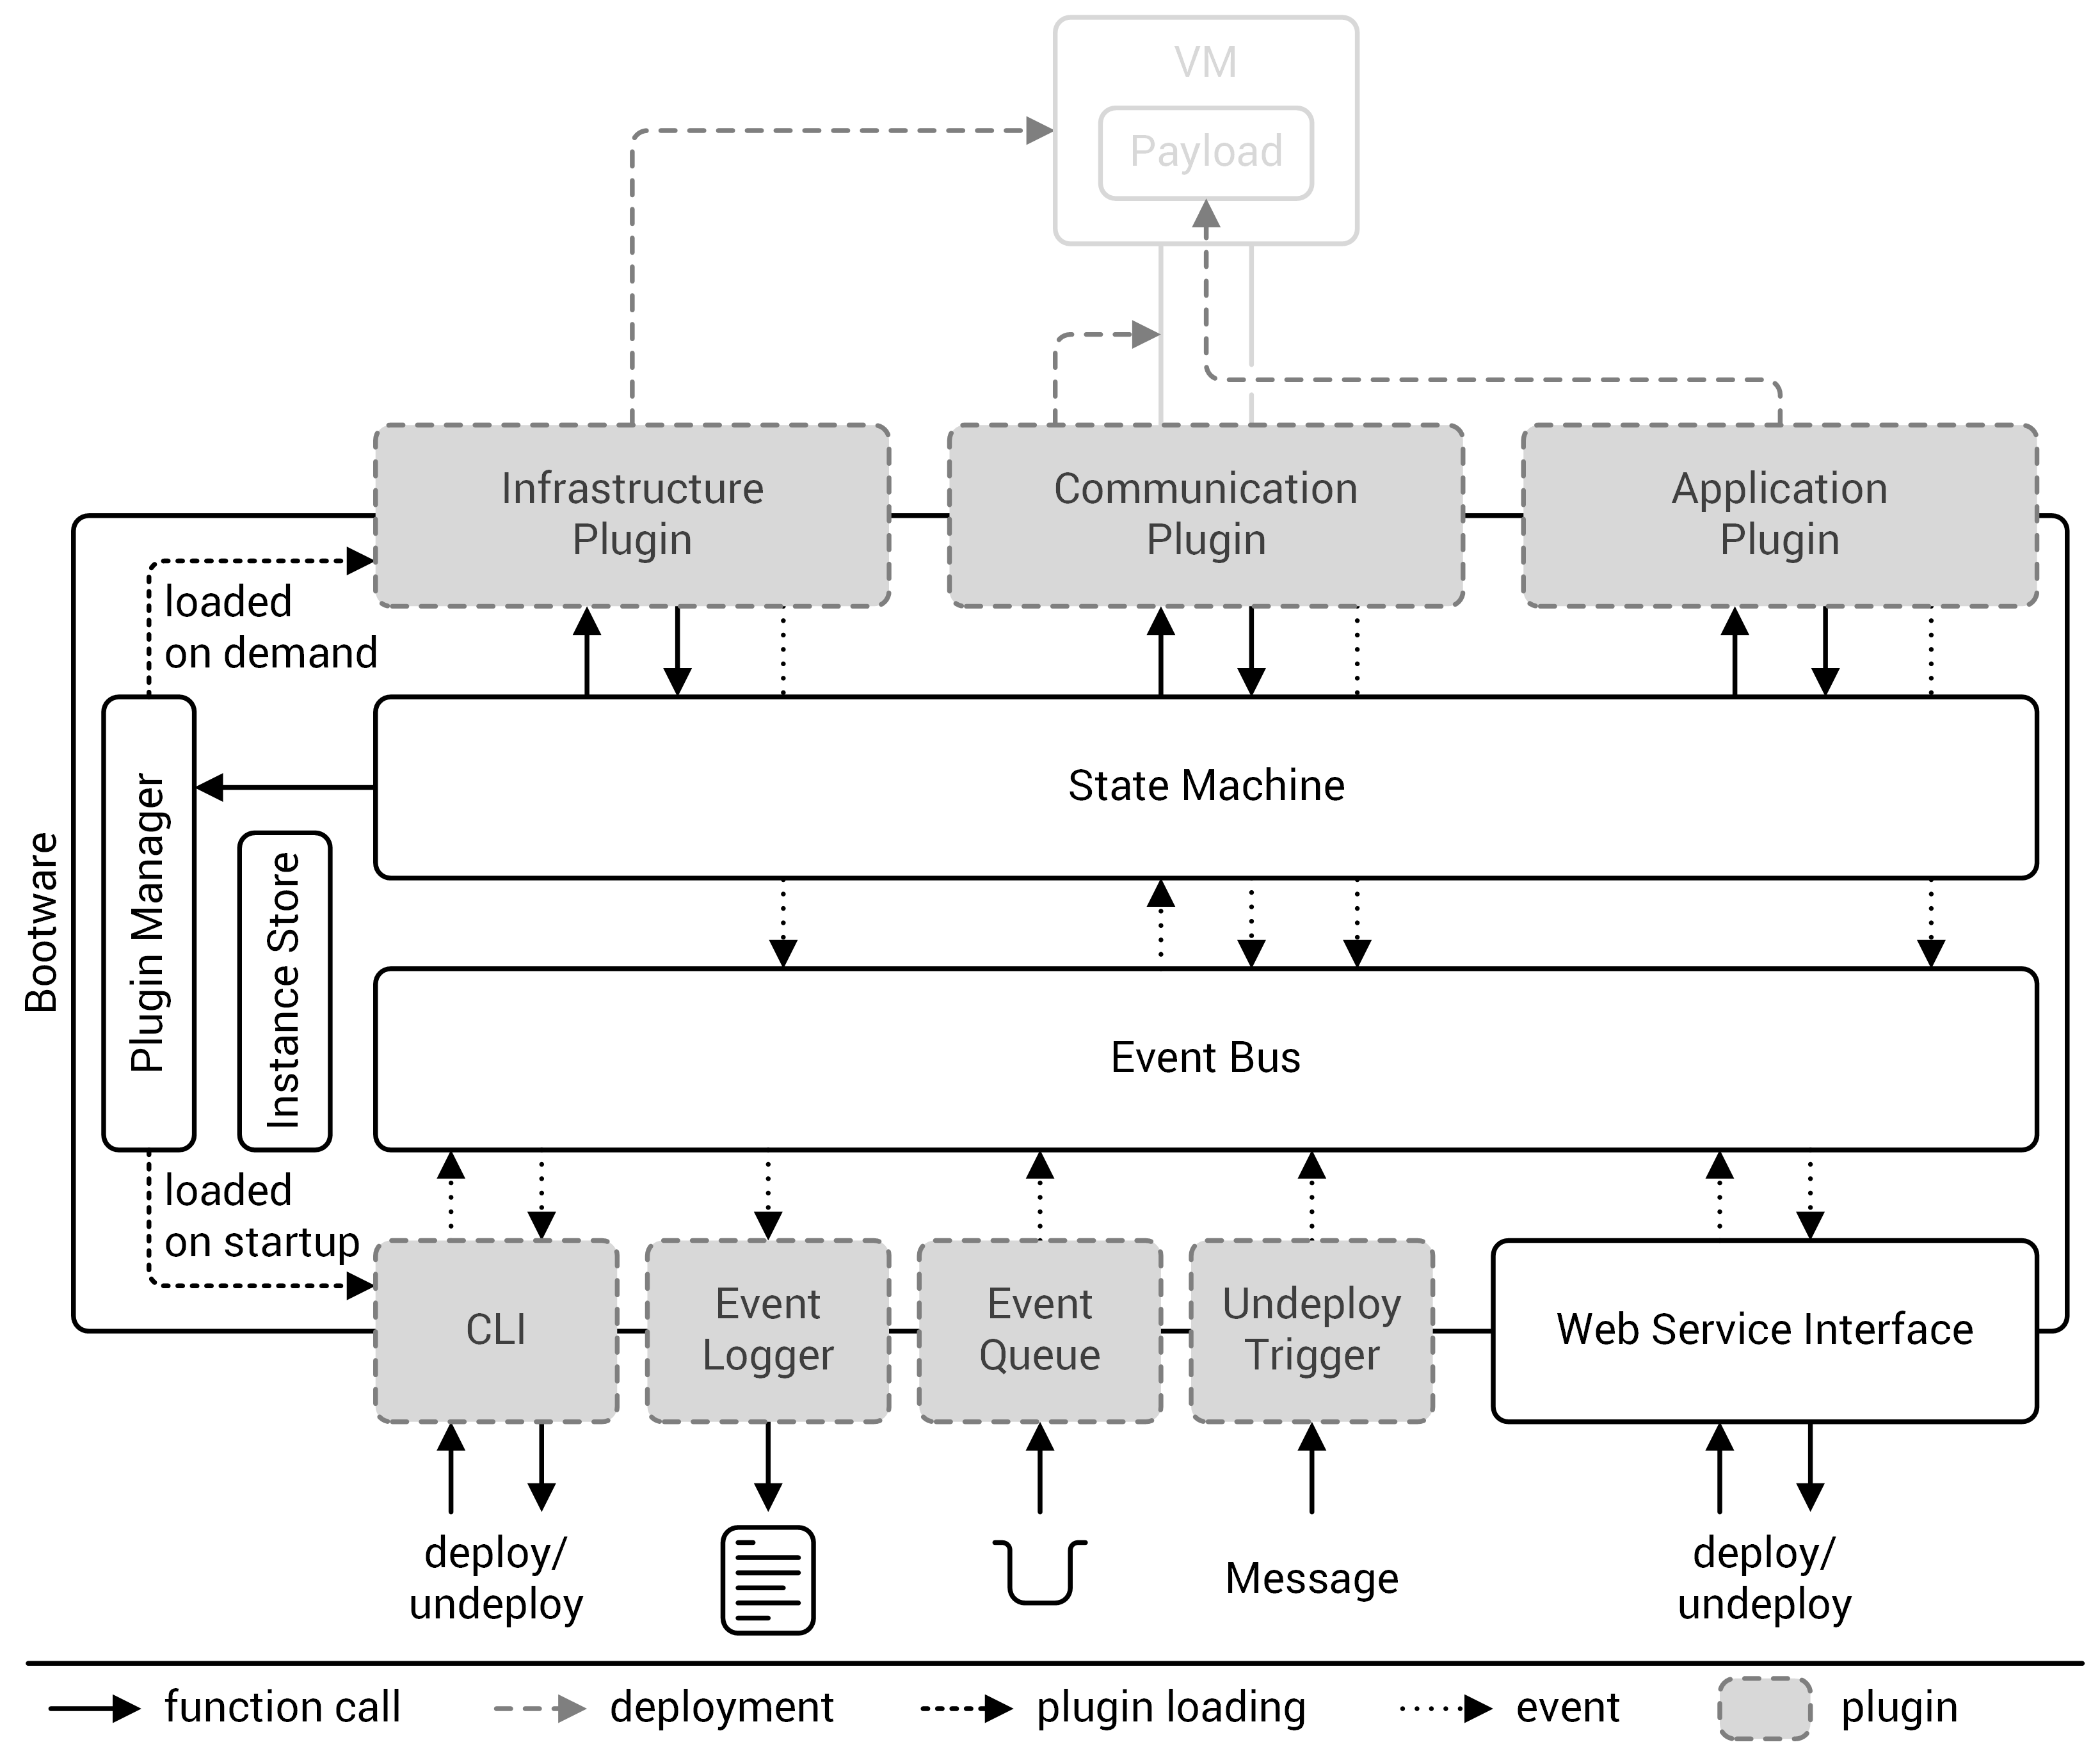 VM
Payload
Infrastructure
Plugin
Communication
Plugin
Application
Plugin
loaded
on demand
State Machine
Plugin Manager
Instance Store
Bootware
Event Bus
loaded
on startup
CLI
Event
Logger
Event
Queue
Undeploy
Trigger
Web Service Interface
deploy/
undeploy
Message
deploy/
undeploy
function call
deployment
plugin loading
event
plugin